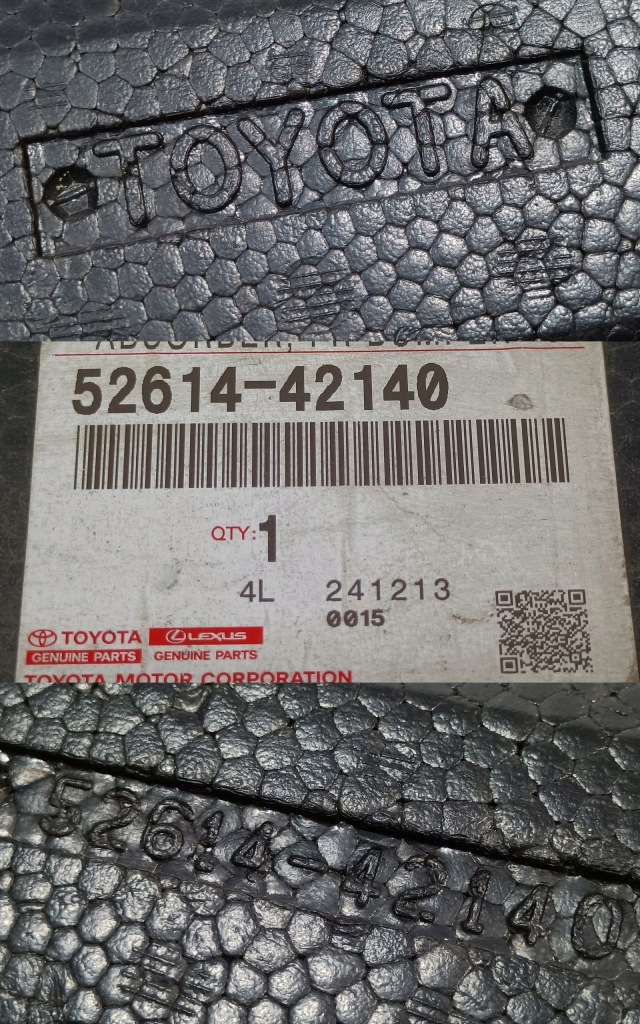 TOYOTA
52614-42140
QTY: 1
4L 241213
0015
TOYOTA LEXUS
GENUINE PARTS GENUINE PARTS
TOYOTA MOTOR CORPORATION
52614-42140